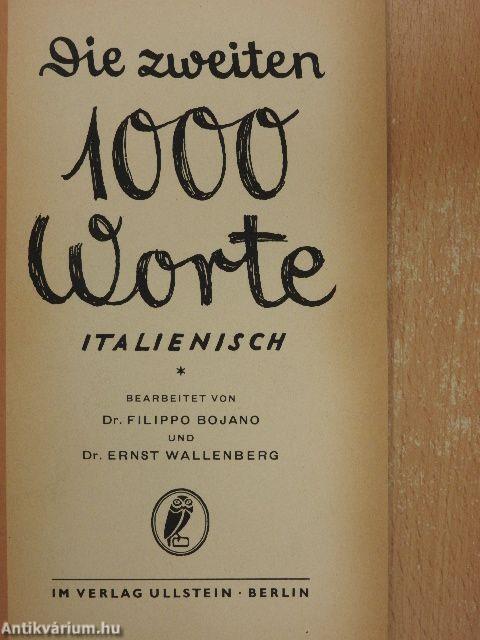 Die zweiten
1000
Worte
ITALIENISCH
*
BEARBEITET VON
Dr. FILIPPO BOJANO
UND
Dr. ERNST WALLENBERG
IM VERLAG ULLSTEIN · BERLIN
Antikvárium.hu